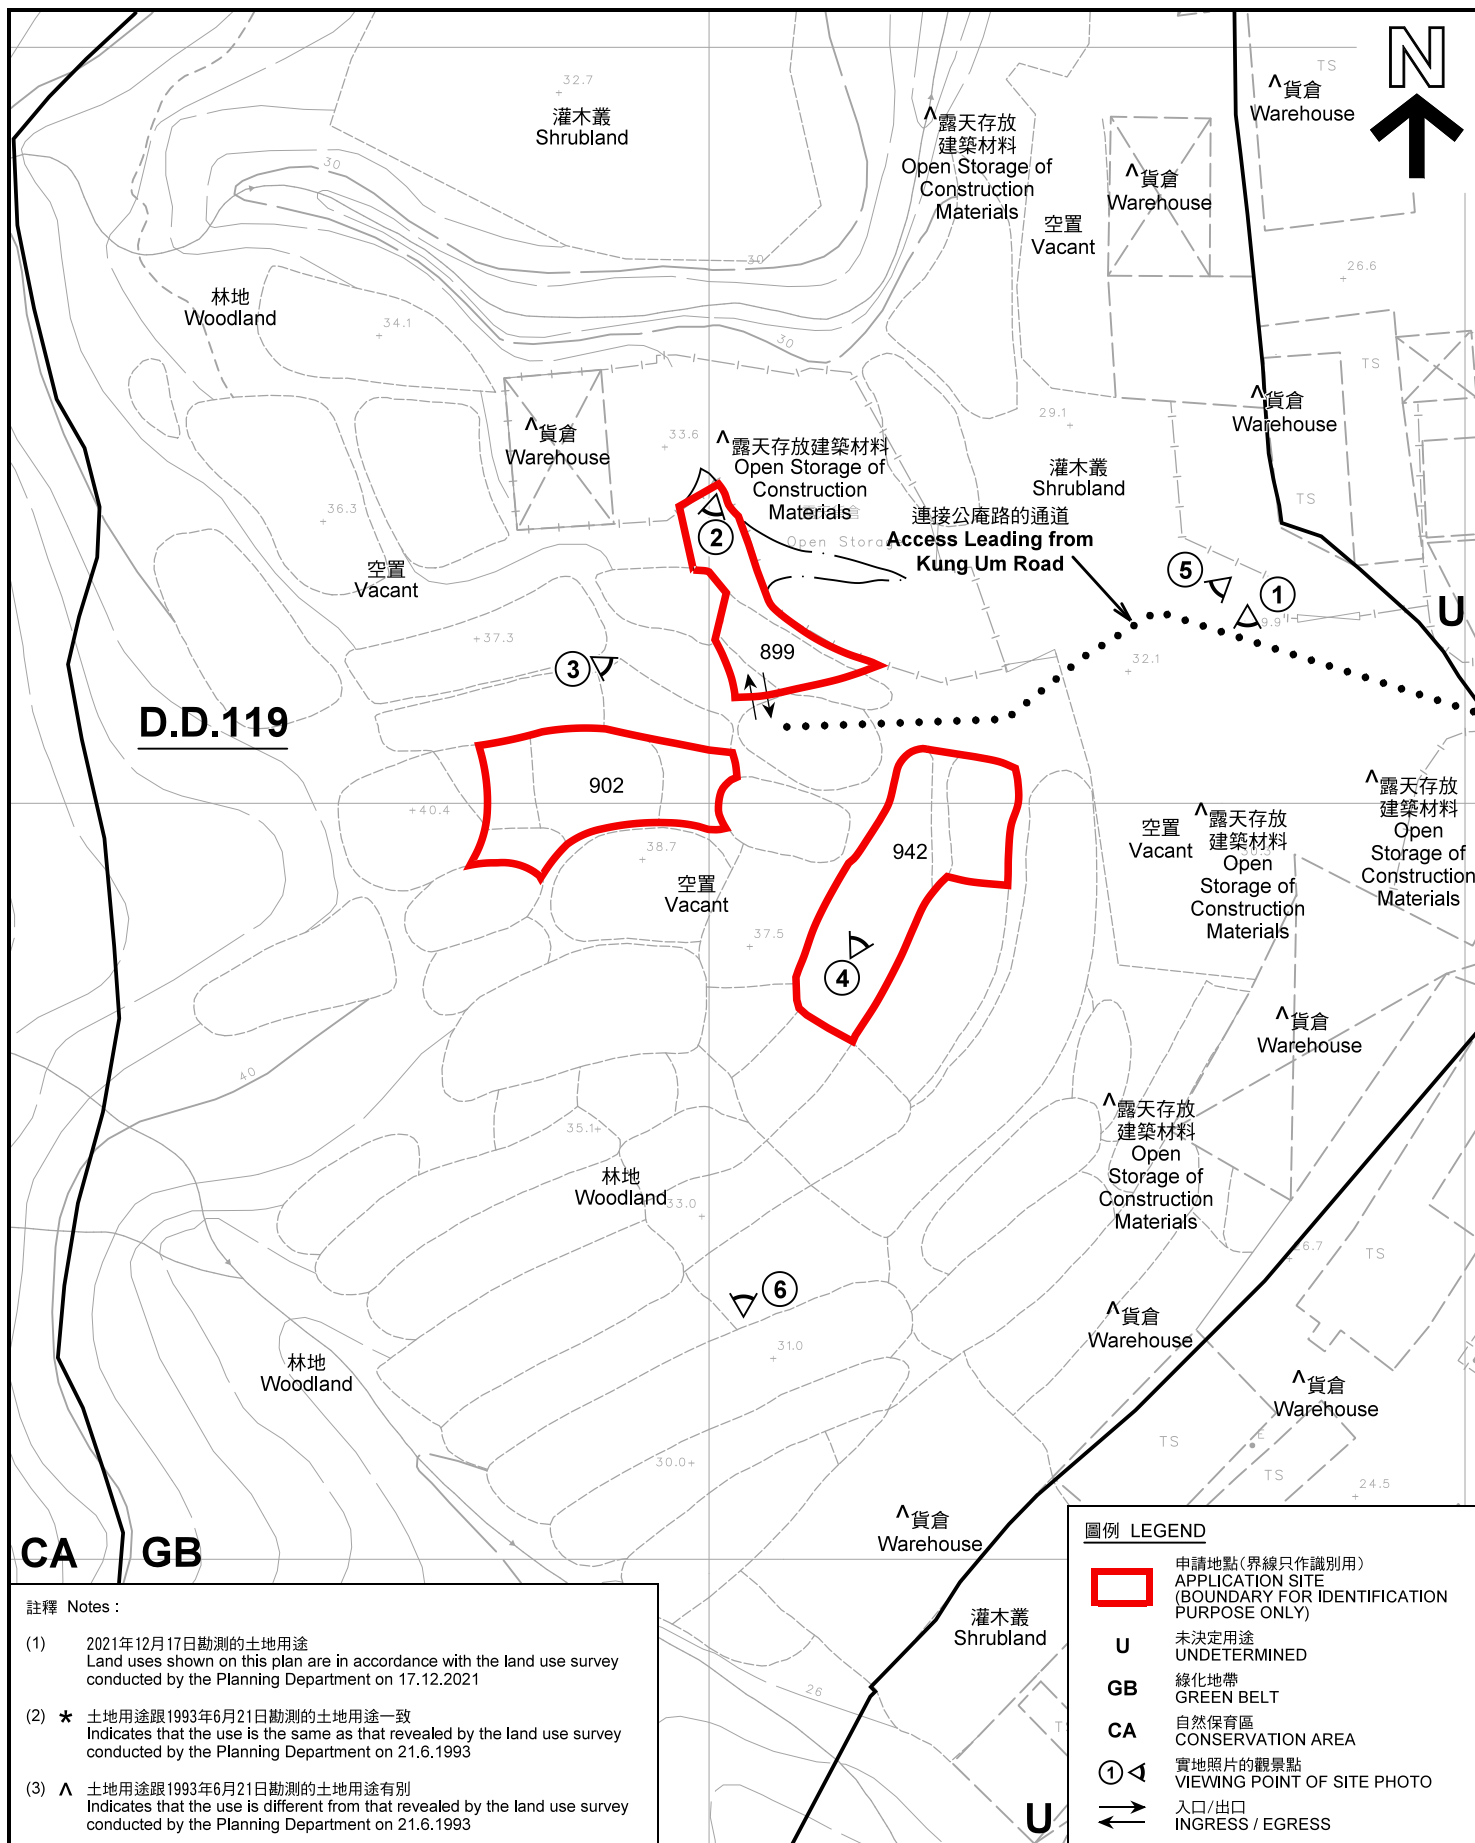 N
TS
^貨倉
Warehouse
32.7
灌木叢
Shrubland
^露天存放
建築材料
Open Storage of
Construction
Materials
^貨倉
Warehouse
空置
Vacant
30
30
26.6
林地
Woodland
34.1
30
TS
^貨倉
Warehouse
29.1
^貨倉
Warehouse
33.6
^露天存放建築材料
Open Storage of
Construction
Materials
灌木叢
Shrubland
TS
36.3
連接公庵路的通道
Access Leading from
Kung Um Road
Open Storag
2
空置
Vacant
5
1
9.9
U
37.3
3
899
32.1
D.D.119
902
40.4
942
38.7
空置
Vacant
^露天存放
建築材料
Open
Storage of
Construction
Materials
^露天存放
建築材料
Open
Storage of
Construction
Materials
空置
Vacant
37.5
4
^貨倉
Warehouse
40
^露天存放
建築材料
Open
Storage of
Construction
Materials
35.1
林地
Woodland
33.0
26.7
TS
6
^貨倉
Warehouse
31.0
林地
Woodland
^貨倉
Warehouse
TS
E
TS
30.0
24.5
^貨倉
Warehouse
CA
GB
灌木叢
Shrubland
26
U
註釋 Notes :
(1) 2021年12月17日勘測的土地用途
Land uses shown on this plan are in accordance with the land use survey
conducted by the Planning Department on 17.12.2021
(2) * 土地用途跟1993年6月21日勘測的土地用途一致
Indicates that the use is the same as that revealed by the land use survey
conducted by the Planning Department on 21.6.1993
(3) ^ 土地用途跟1993年6月21日勘測的土地用途有別
Indicates that the use is different from that revealed by the land use survey
conducted by the Planning Department on 21.6.1993
圖例 LEGEND
申請地點(界線只作識別用)
APPLICATION SITE
(BOUNDARY FOR IDENTIFICATION
PURPOSE ONLY)
U 未決定用途
UNDETERMINED
GB 綠化地帶
GREEN BELT
CA 自然保育區
CONSERVATION AREA
1 實地照片的觀景點
VIEWING POINT OF SITE PHOTO
入口/出口
INGRESS / EGRESS